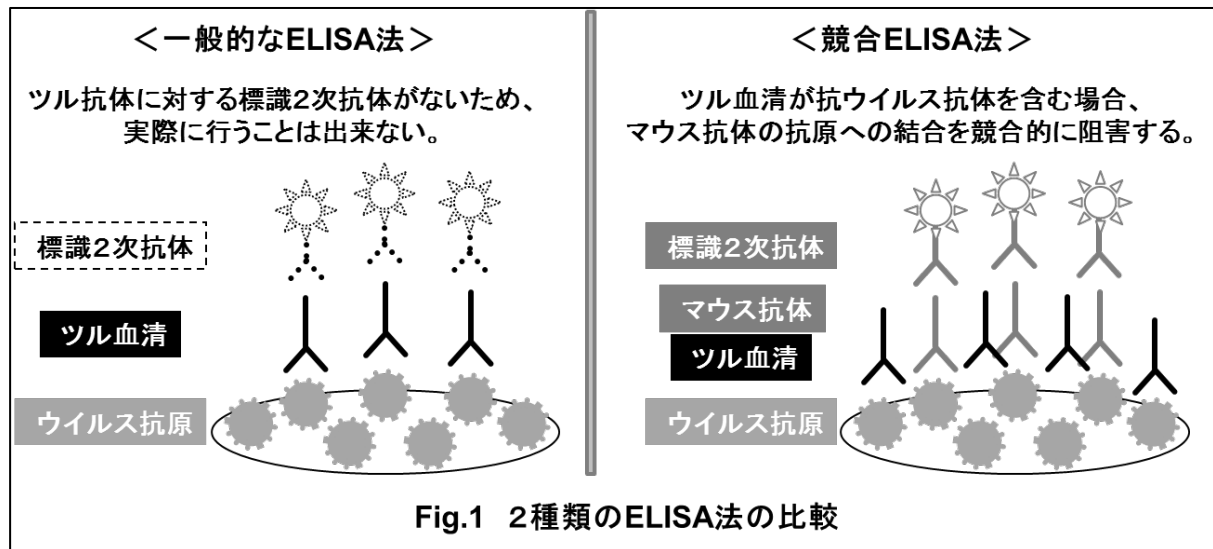 ＜一般的なELISA法＞
ツル抗体に対する標識２次抗体がないため、
実際に行うことは出来ない。
標識２次抗体
ツル血清
ウイルス抗原
＜競合ELISA法＞
ツル血清が抗ウイルス抗体を含む場合、
マウス抗体の抗原への結合を競合的に阻害する。
標識２次抗体
マウス抗体
ツル血清
ウイルス抗原
Fig.1 ２種類のELISA法の比較